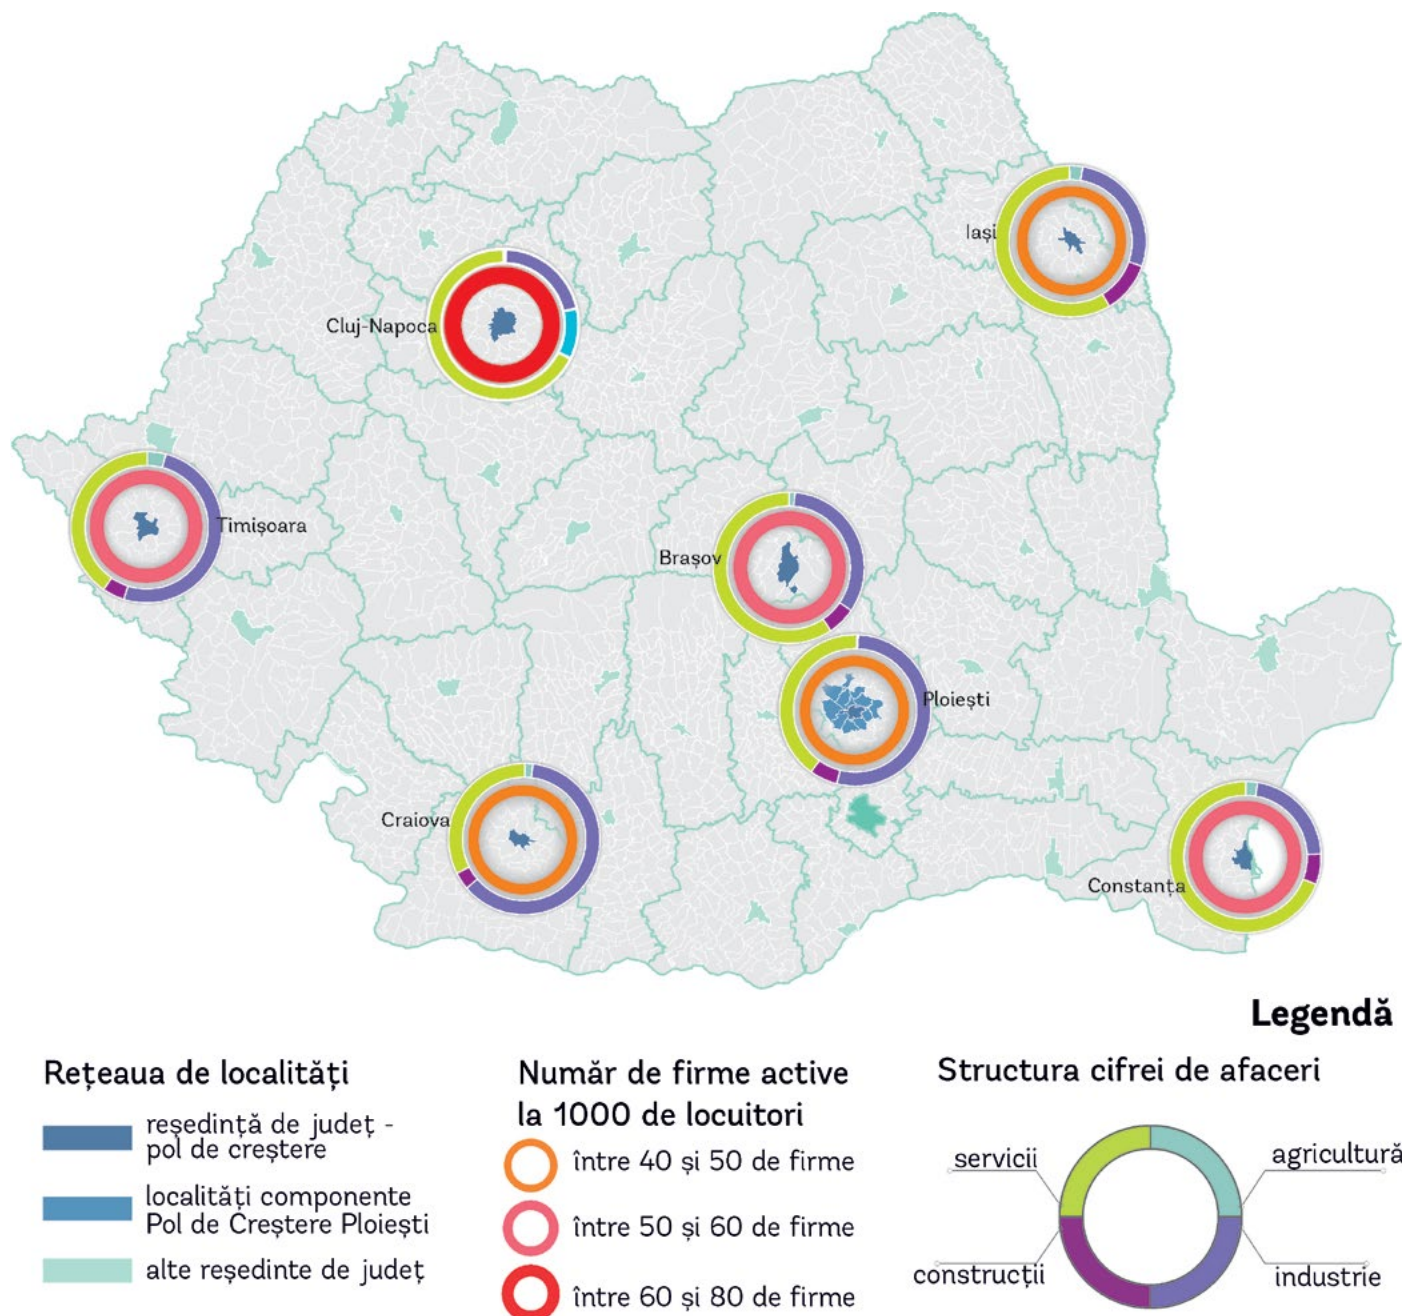 Iași
Cluj-Napoca
Timișoara
Brașov
Ploiești
Craiova
Constanța
Legendă
Rețeaua de localități
reședință de județ -
pol de creștere
localități componente
Pol de Creștere Ploiești
alte reședinte de județ
Număr de firme active
la 1000 de locuitori
între 40 și 50 de firme
între 50 și 60 de firme
între 60 și 80 de firme
Structura cifrei de afaceri
servicii
agricultură
construcții
industrie